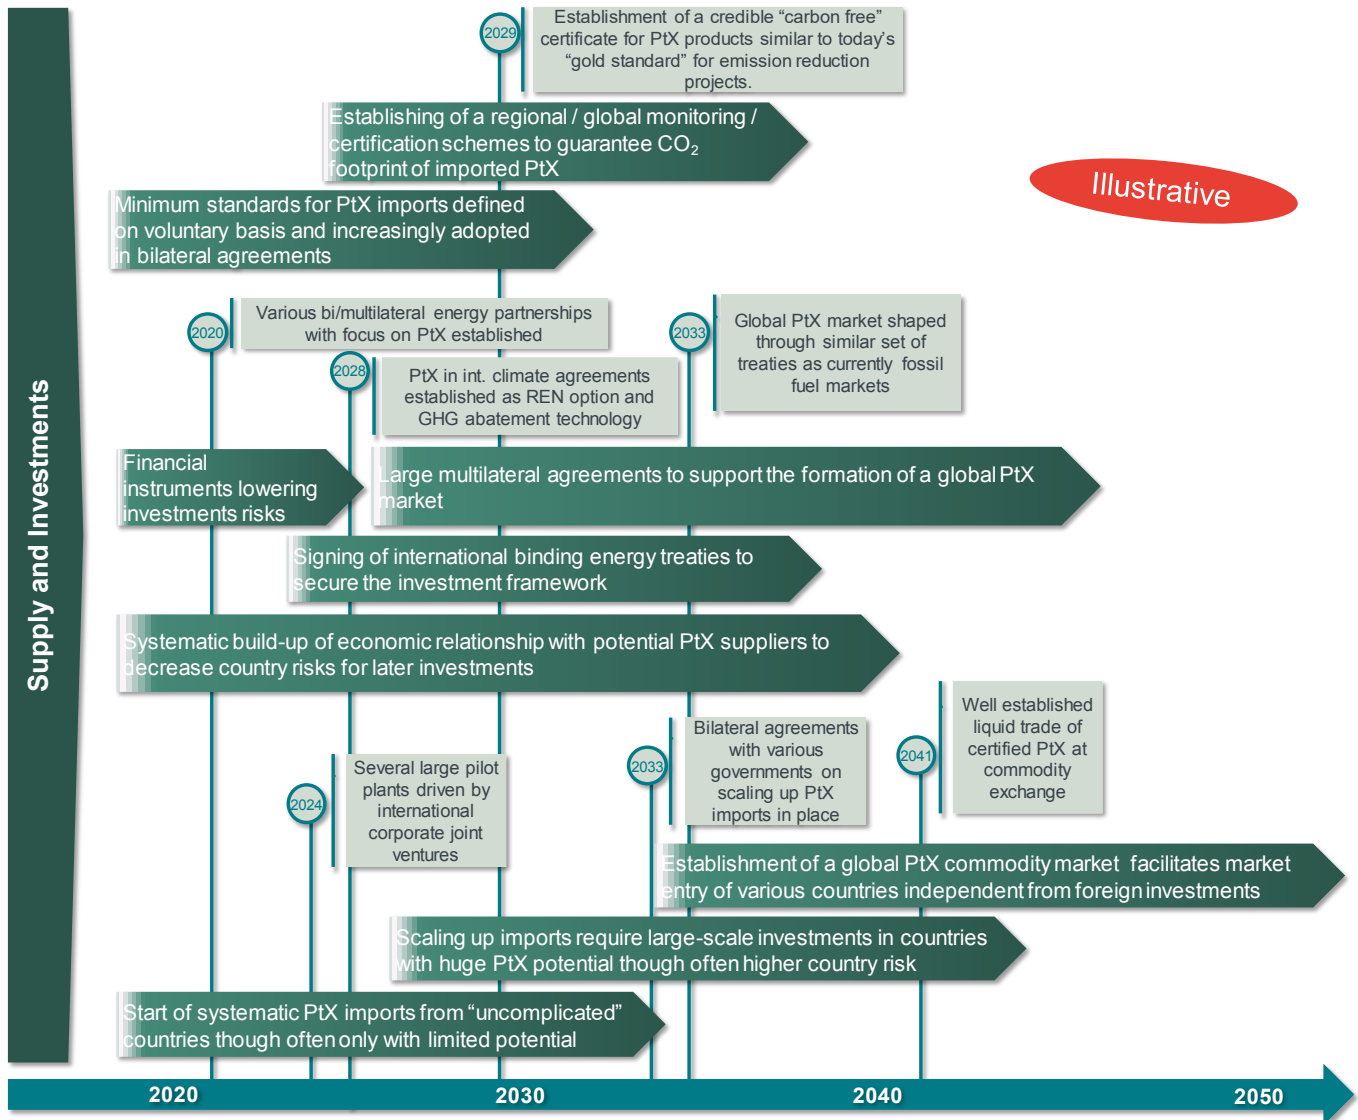 Supply and Investments
2029
Establishment of a credible “carbon free”
certificate for PtX products similar to today’s
“gold standard” for emission reduction
projects.
Establishing of a regional / global monitoring /
certification schemes to guarantee CO₂
footprint of imported PtX
Illustrative
Minimum standards for PtX imports defined
on voluntary basis and increasingly adopted
in bilateral agreements
2020
Various bi/multilateral energy partnerships
with focus on PtX established
2028
PtX in int. climate agreements
established as REN option and
GHG abatement technology
2033
Global PtX market shaped
through similar set of
treaties as currently fossil
fuel markets
Financial
instruments lowering
investments risks
Large multilateral agreements to support the formation of a global PtX
market
Signing of international binding energy treaties to
secure the investment framework
Systematic build-up of economic relationship with potential PtX suppliers to
decrease country risks for later investments
2024
Several large pilot
plants driven by
international
corporate joint
ventures
2033
Bilateral agreements
with various
governments on
scaling up PtX
imports in place
2041
Well established
liquid trade of
certified PtX at
commodity
exchange
Establishment of a global PtX commodity market facilitates market
entry of various countries independent from foreign investments
Scaling up imports require large-scale investments in countries
with huge PtX potential though often higher country risk
Start of systematic PtX imports from “uncomplicated”
countries though often only with limited potential
2020
2030
2040
2050